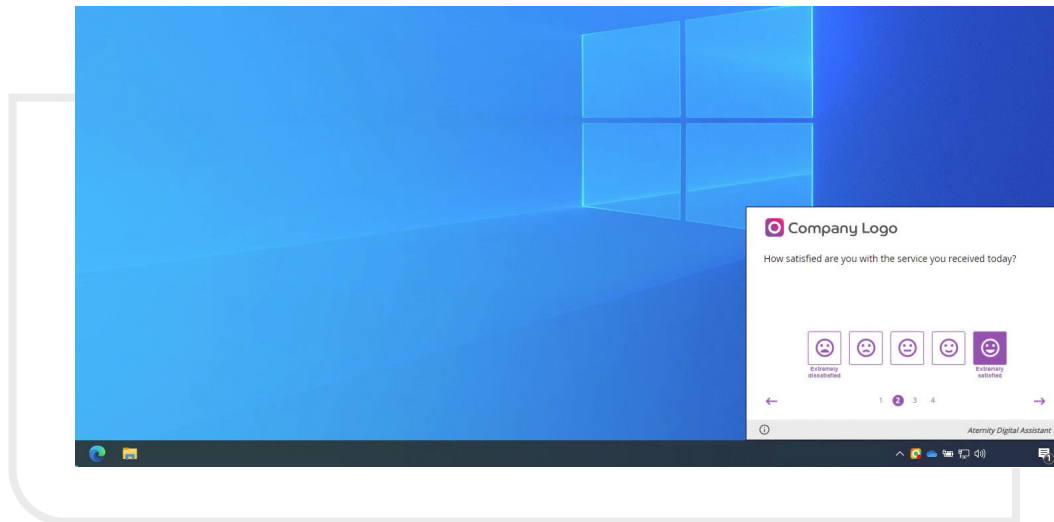 Company Logo
How satisfied are you with the service you received today?
Extremely
dissatisfied
Extremely
satisfied
1 2 3 4
Aternity Digital Assistant
1